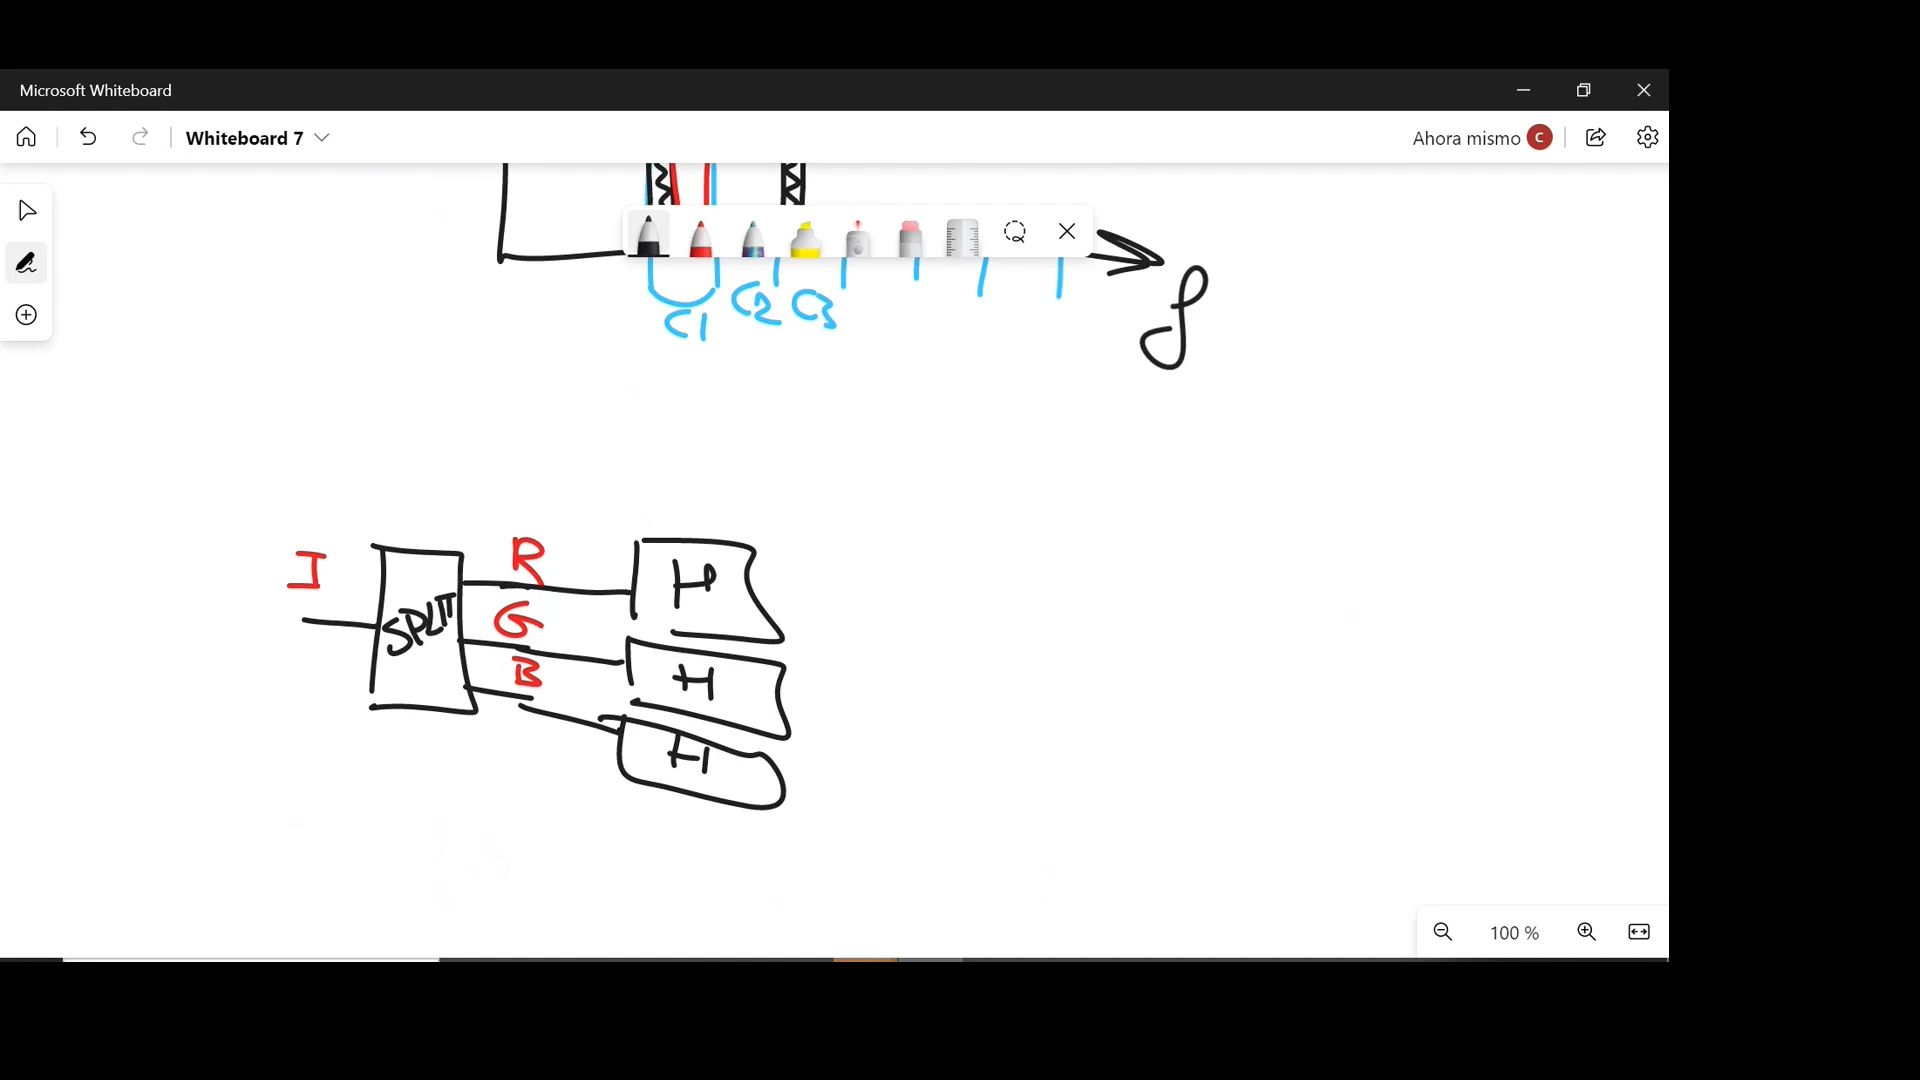 Microsoft Whiteboard
Whiteboard 7
Ahora mismo C
C1 C2 C3
f
I
SPLIT
R
G
B
H
H
H
100 %